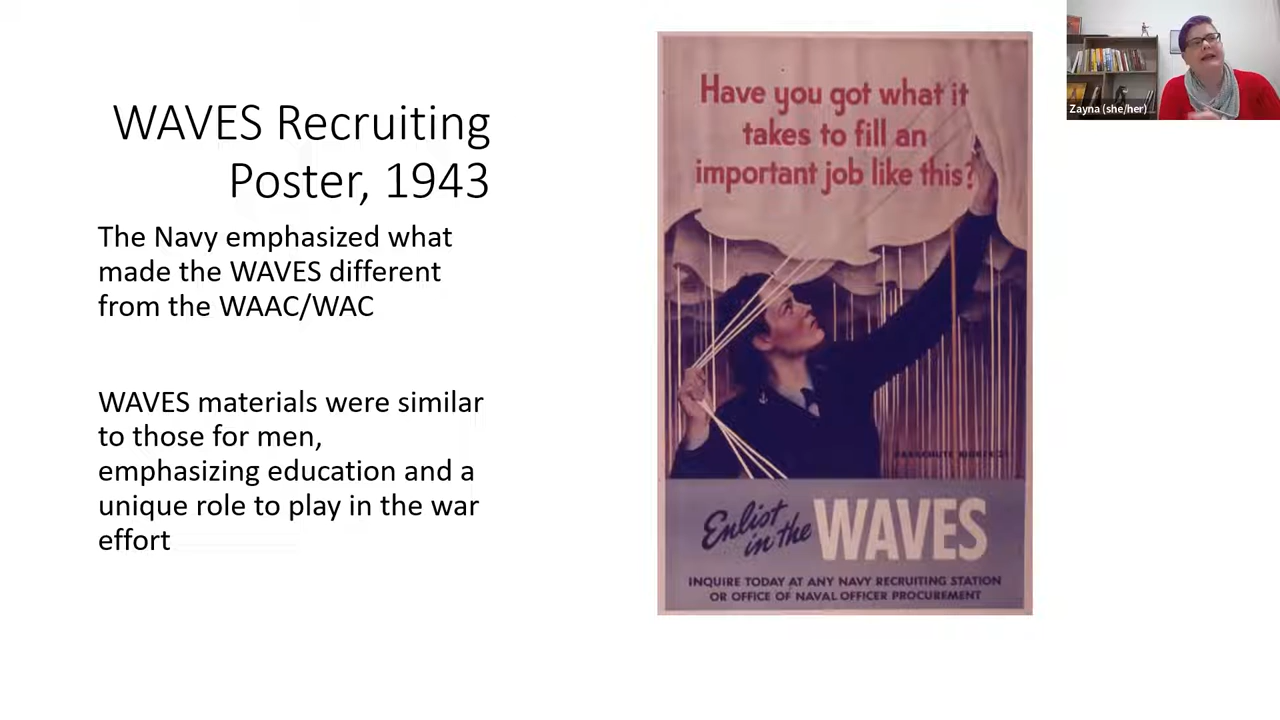 WAVES Recruiting
Poster, 1943
The Navy emphasized what
made the WAVES different
from the WAAC/WAC
WAVES materials were similar
to those for men,
emphasizing education and a
unique role to play in the war
effort
Have you got what it
takes to fill an
important job like this?
PARACHUTE RIGGER
Enlist
in the WAVES
INQUIRE TODAY AT ANY NAVY RECRUITING STATION
OR OFFICE OF NAVAL OFFICER PROCUREMENT
Zayna (she/her)